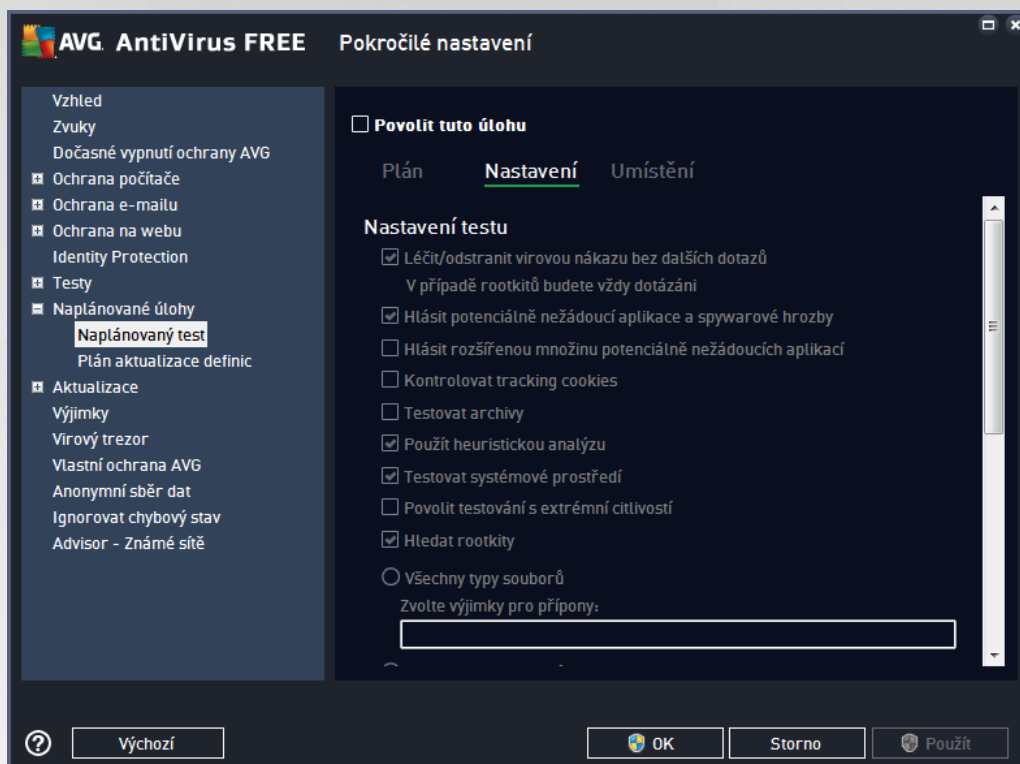 AVG. AntiVirus FREE
Pokročilé nastavení
Vzhled
Zvuky
Dočasné vypnutí ochrany AVG
Ochrana počítače
Ochrana e-mailu
Ochrana na webu
Identity Protection
Testy
Naplánované úlohy
Naplánovaný test
Plán aktualizace definic
Aktualizace
Výjimky
Virový trezor
Vlastní ochrana AVG
Anonymní sběr dat
Ignorovat chybový stav
Advisor - Známé sítě
Povolit tuto úlohu
Plán Nastavení Umístění
Nastavení testu
Léčit/odstranit virovou nákazu bez dalších dotazů
V případě rootkitů budete vždy dotázáni
Hlásit potenciálně nežádoucí aplikace a spywarové hrozby
Hlásit rozšířenou množinu potenciálně nežádoucích aplikací
Kontrolovat tracking cookies
Testovat archivy
Použít heuristickou analýzu
Testovat systémové prostředí
Povolit testování s extrémní citlivostí
Hledat rootkity
Všechny typy souborů
Zvolte výjimky pro přípony:
Výchozí OK Storno Použít